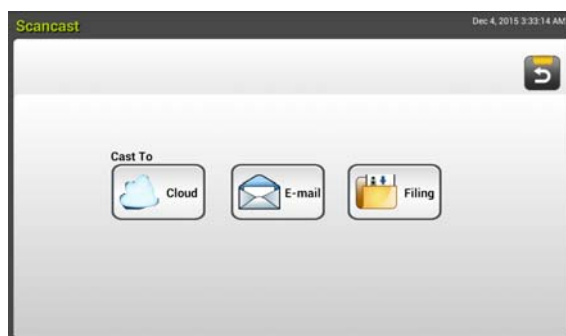 Scancast
Dec 4, 2015 3:33:14 AM
Cast To
Cloud
E-mail
Filing